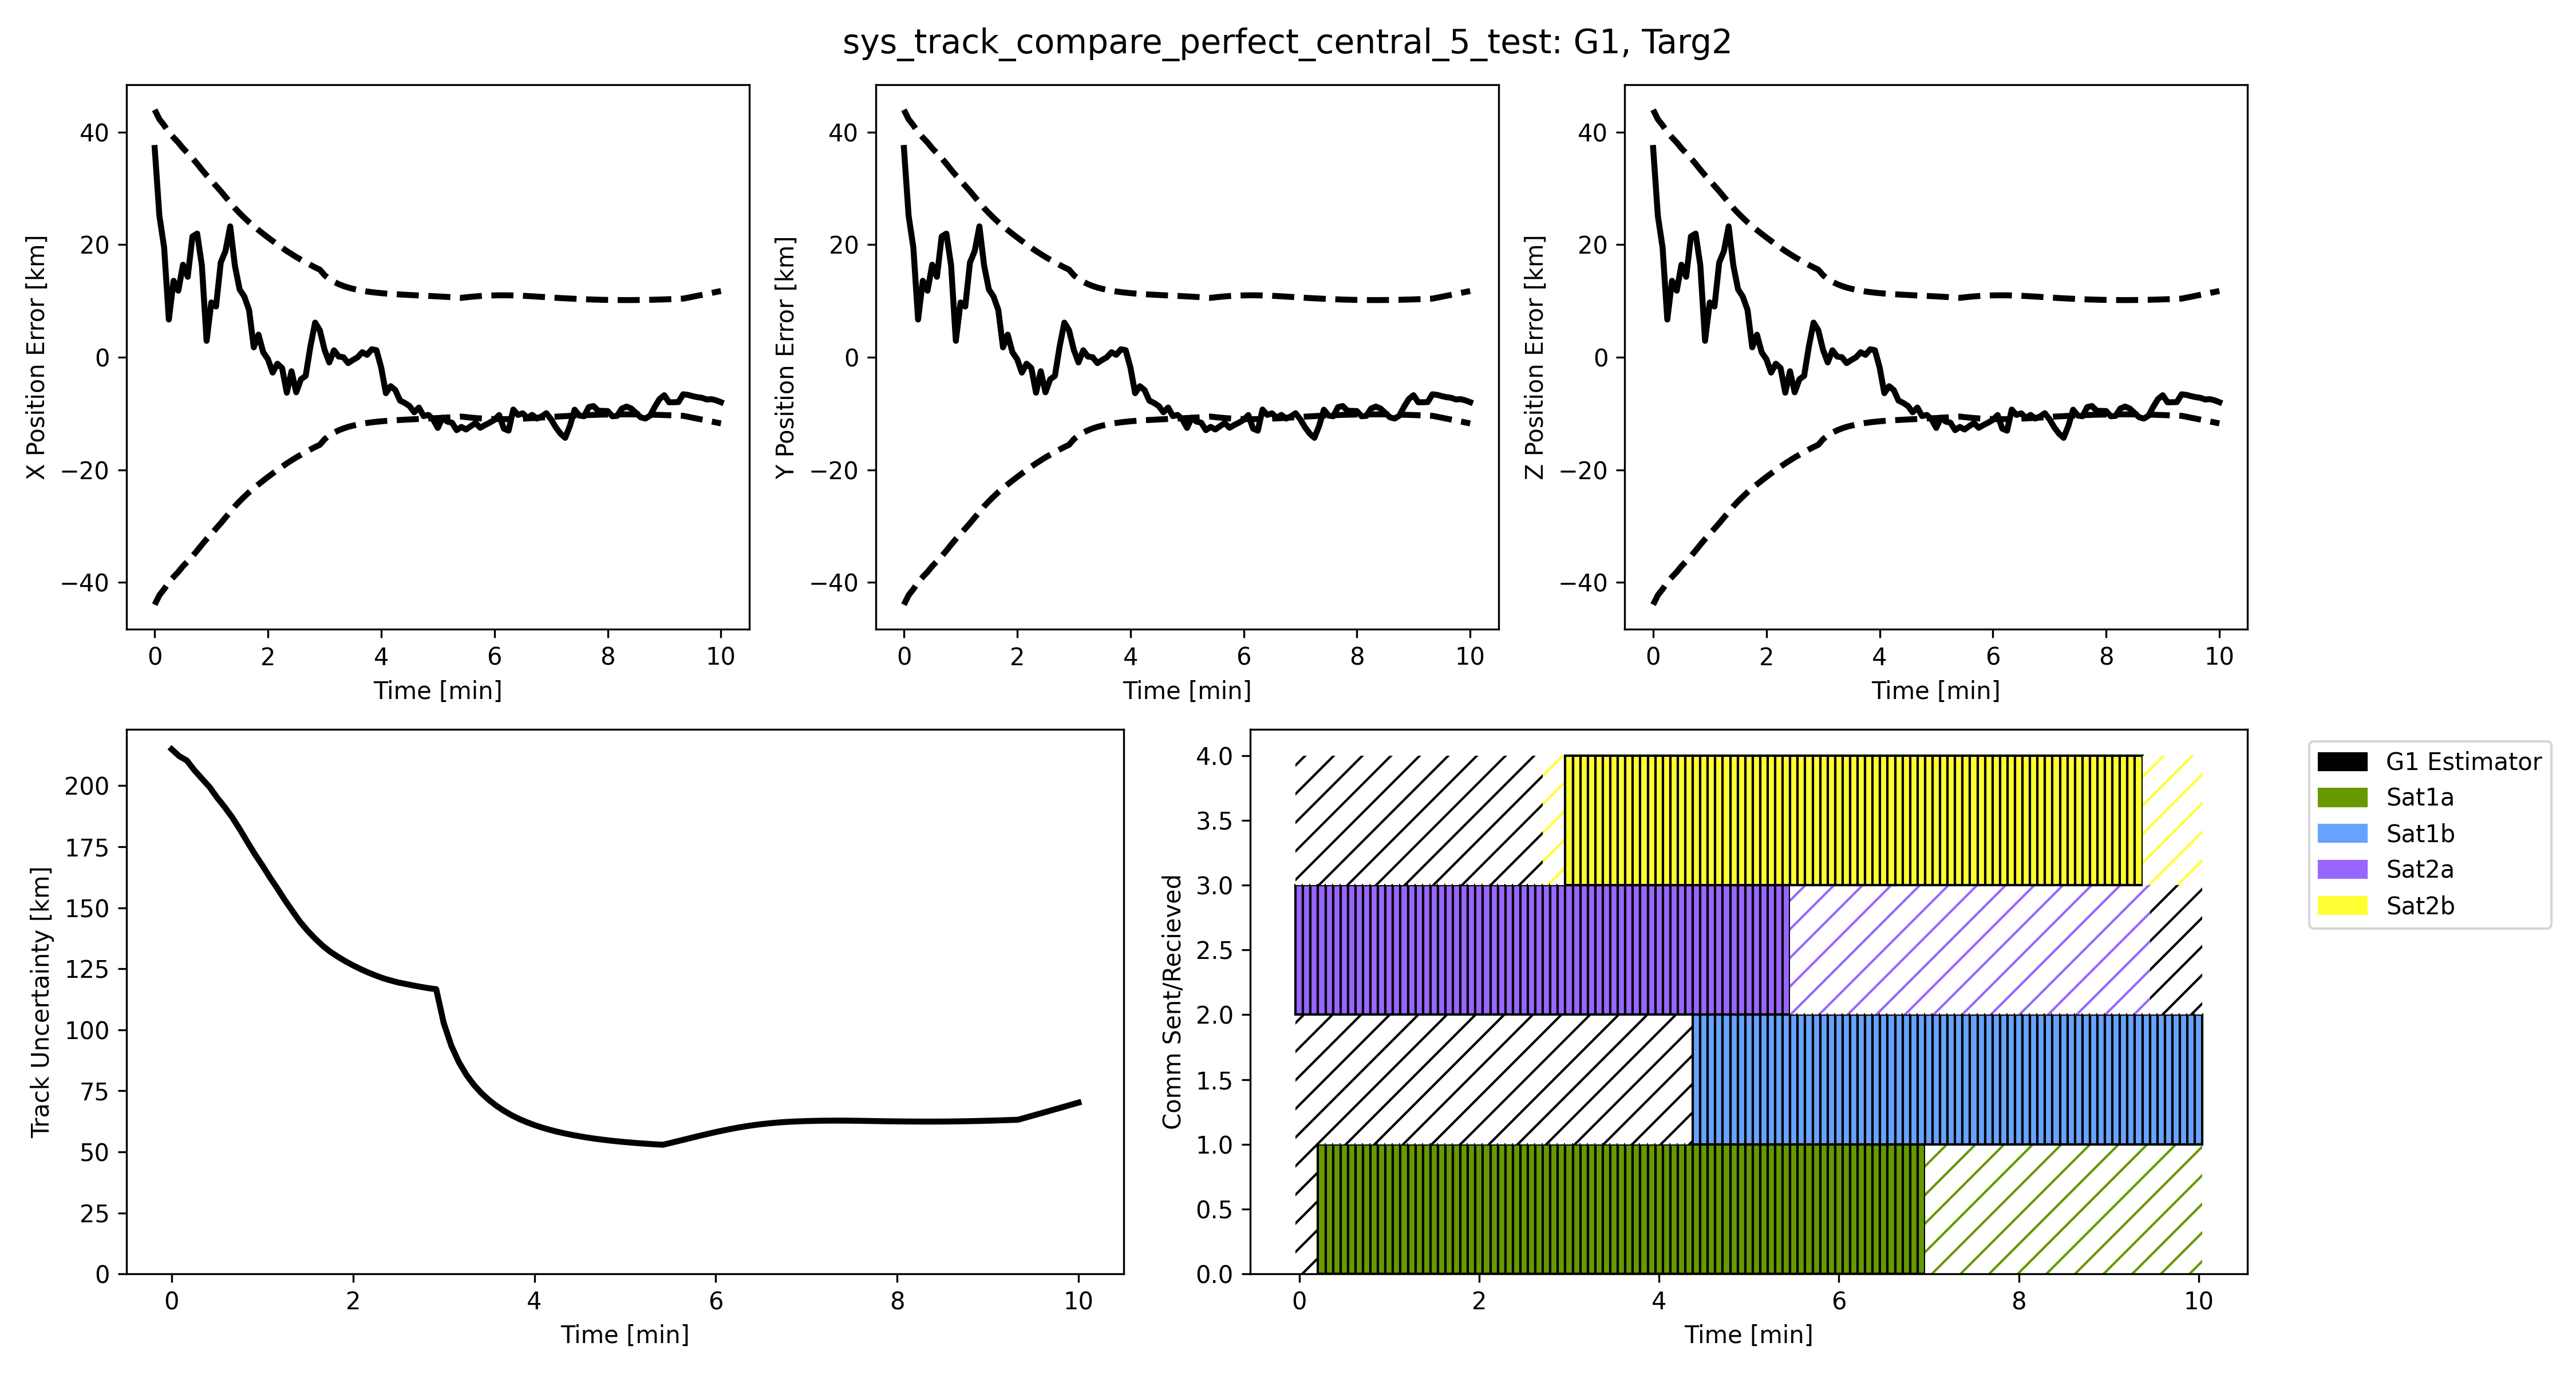 sys_track_compare_perfect_central_5_test: G1, Targ2
X Position Error [km]
40
20
0
−20
−40
0 2 4 6 8 10
Time [min]
Y Position Error [km]
40
20
0
−20
−40
0 2 4 6 8 10
Time [min]
Z Position Error [km]
40
20
0
−20
−40
0 2 4 6 8 10
Time [min]
Track Uncertainty [km]
200
175
150
125
100
75
50
25
0
0 2 4 6 8 10
Time [min]
Comm Sent/Recieved
4.0
3.5
3.0
2.5
2.0
1.5
1.0
0.5
0.0
0 2 4 6 8 10
Time [min]
G1 Estimator
Sat1a
Sat1b
Sat2a
Sat2b